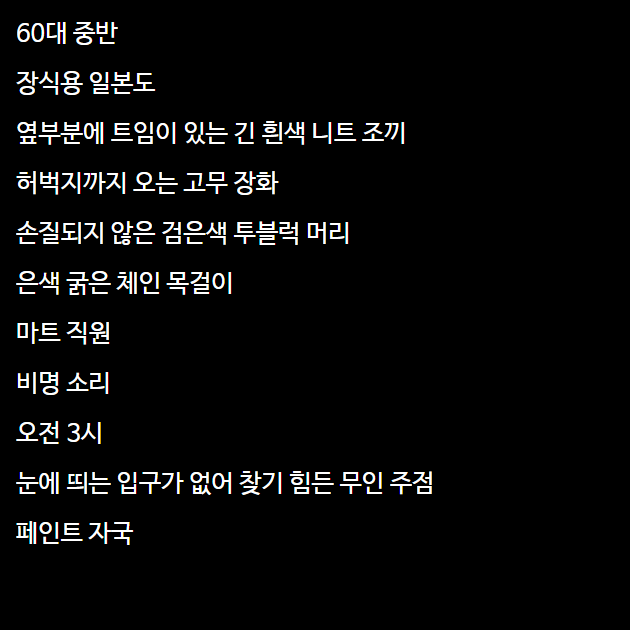 60대 중반
장식용 일본도
옆부분에 트임이 있는 긴 흰색 니트 조끼
허벅지까지 오는 고무 장화
손질되지 않은 검은색 투블럭 머리
은색 굵은 체인 목걸이
마트 직원
비명 소리
오전 3시
눈에 띄는 입구가 없어 찾기 힘든 무인 주점
페인트 자국